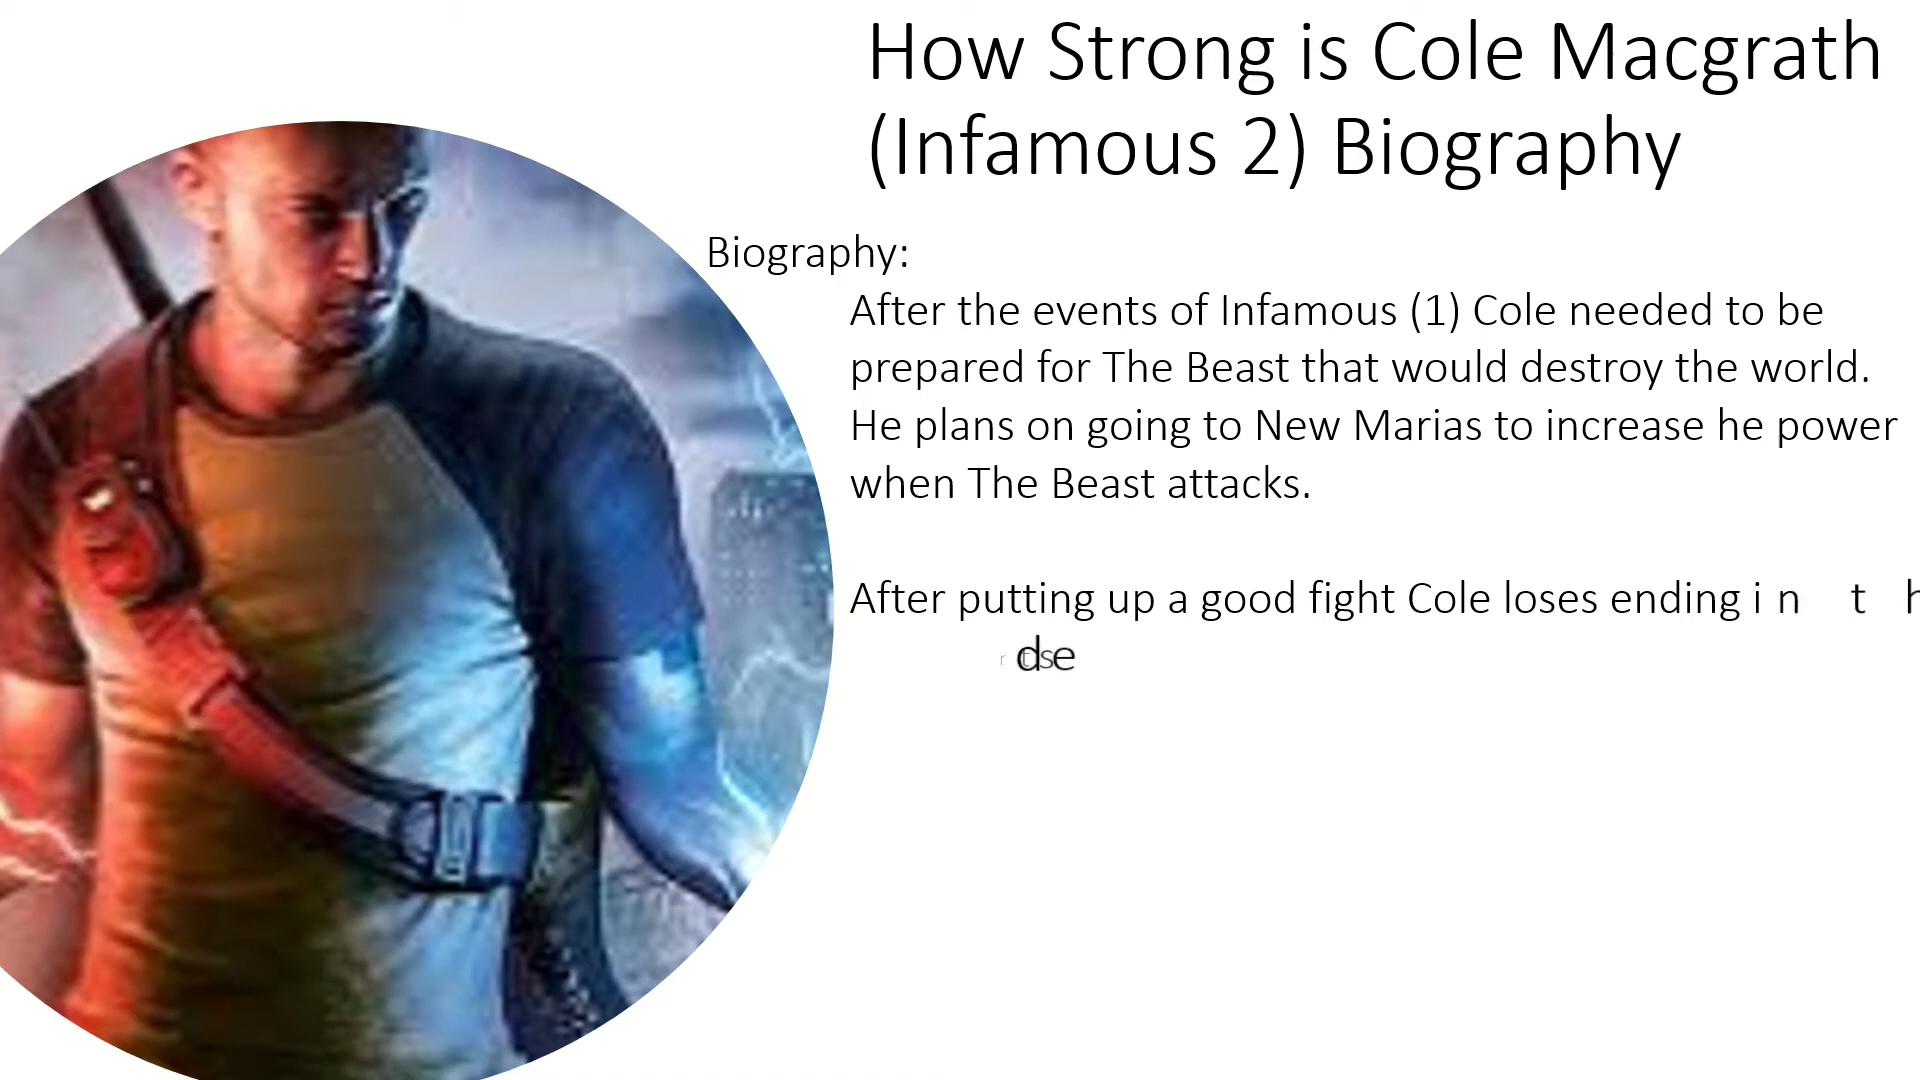 How Strong is Cole Macgrath
(Infamous 2) Biography
Biography:
After the events of Infamous (1) Cole needed to be
prepared for The Beast that would destroy the world.
He plans on going to New Marias to increase he power
when The Beast attacks.
After putting up a good fight Cole loses ending in